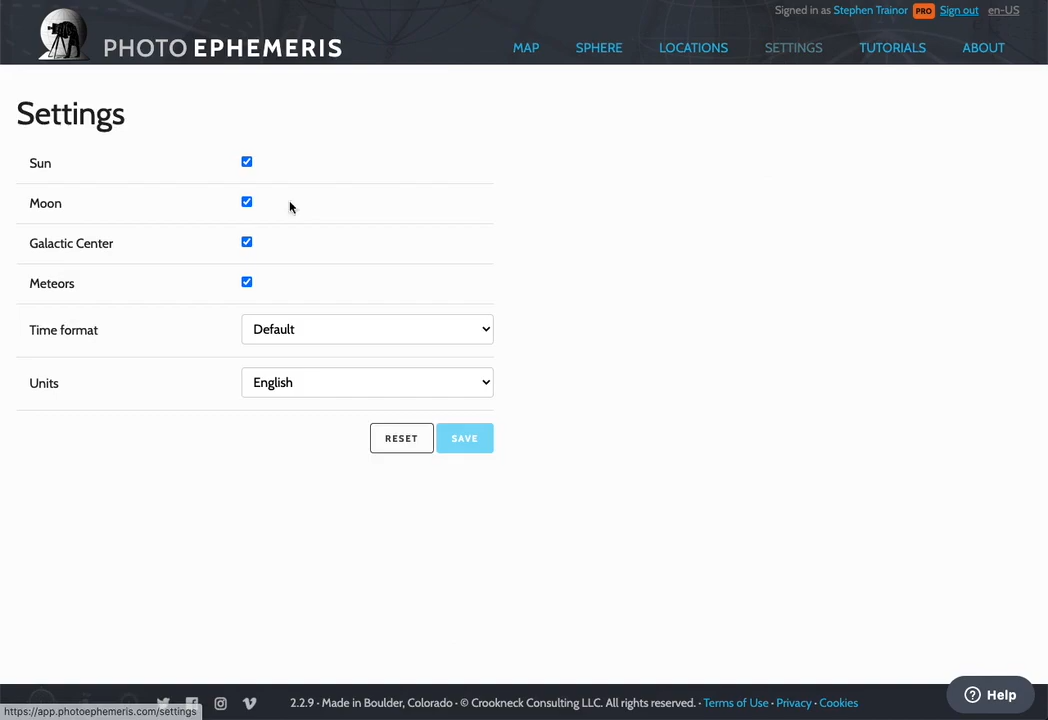 Signed in as Stephen Trainor PRO Sign out en-US
PHOTO EPHEMERIS
MAP SPHERE LOCATIONS SETTINGS TUTORIALS ABOUT
Settings
Sun
Moon
Galactic Center
Meteors
Time format Default
Units English
RESET SAVE
2.2.9 · Made in Boulder, Colorado · © Crookneck Consulting LLC. All rights reserved. · Terms of Use · Privacy · Cookies
Help
https://app.photoephemeris.com/settings